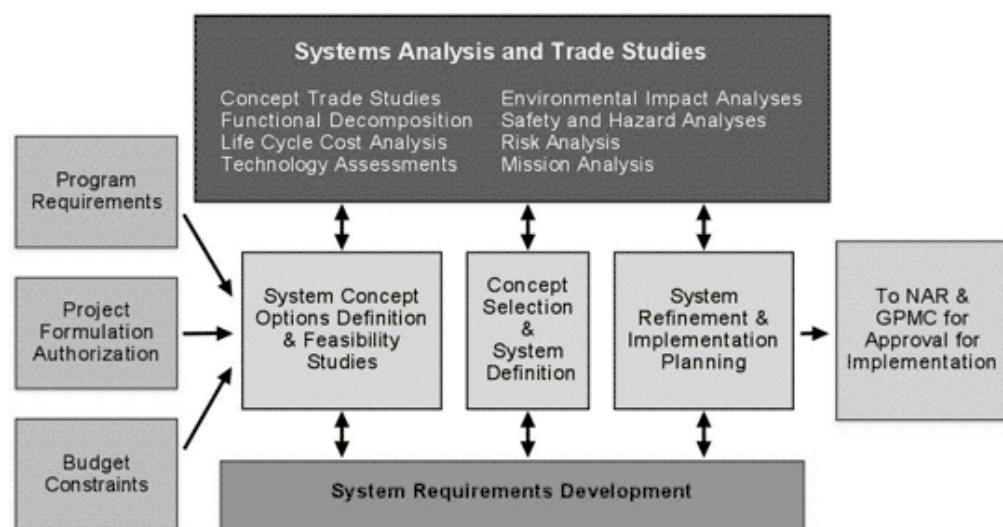 Systems Analysis and Trade Studies
Concept Trade Studies
Functional Decomposition
Life Cycle Cost Analysis
Technology Assessments
Environmental Impact Analyses
Safety and Hazard Analyses
Risk Analysis
Mission Analysis
Program
Requirements
Project
Formulation
Authorization
Budget
Constraints
System Concept
Options Definition
& Feasibility
Studies
Concept
Selection
&
System
Definition
System
Refinement &
Implementation
Planning
To NAR &
GPMC for
Approval for
Implementation
System Requirements Development